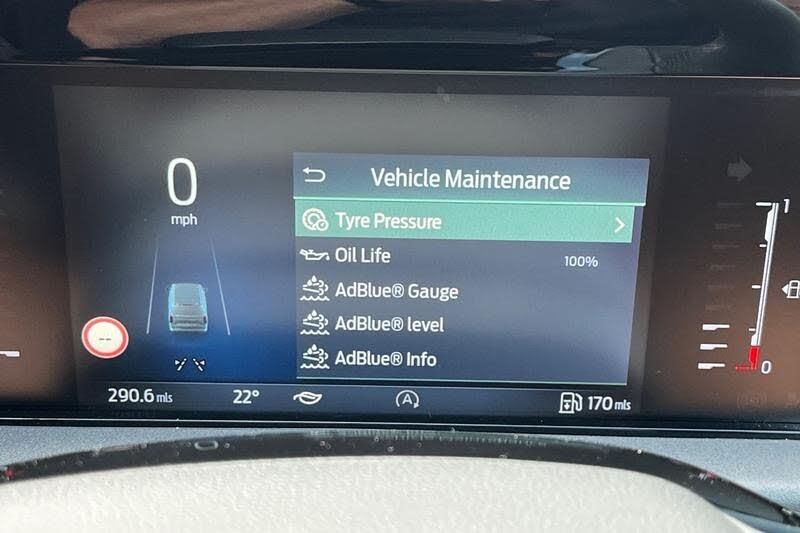 Vehicle Maintenance
0
mph
Tyre Pressure
Oil Life 100%
AdBlue® Gauge
AdBlue® level
AdBlue® Info
--
290.6 mls 22° A 170 mls
1
0